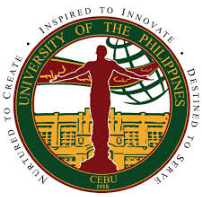 NURTURED TO CREATE • INSPIRED TO INNOVATE • DESTINED TO SERVE
UNIVERSITY OF THE PHILIPPINES
CEBU
1918